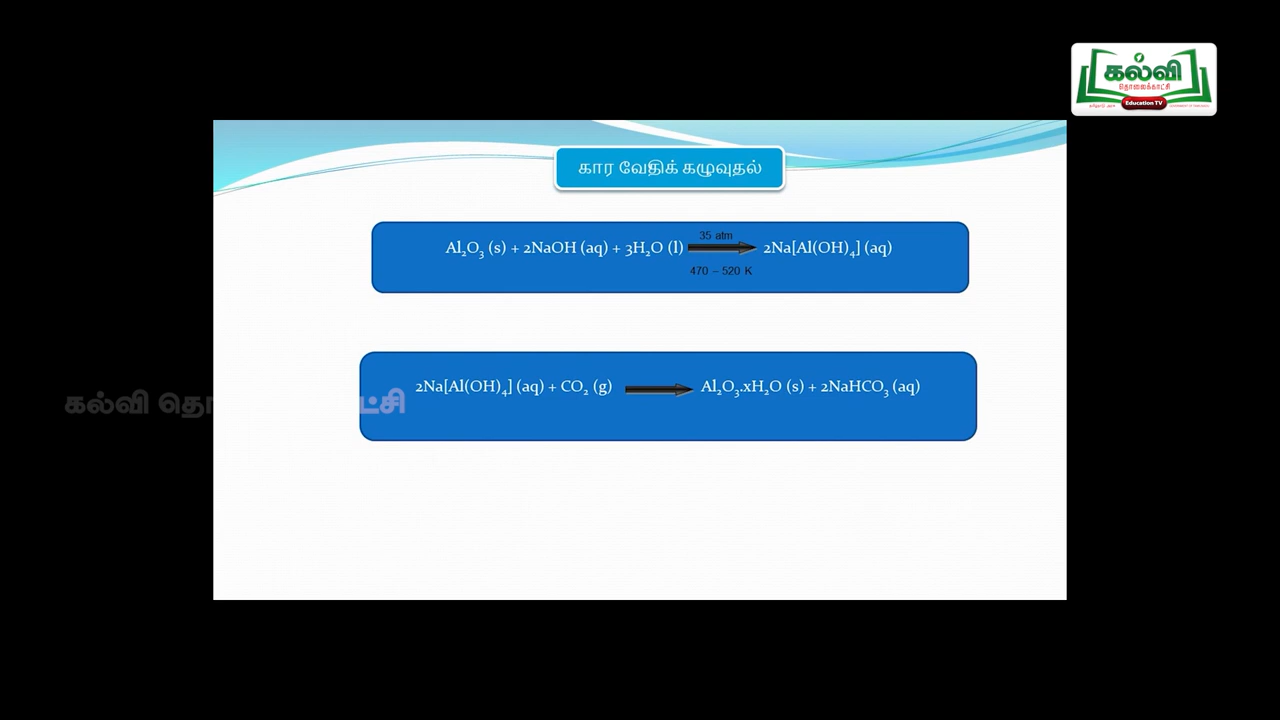 கல்வி
தொலைக்காட்சி
Education TV
கார வேதிக் கழுவுதல்
Al₂O₃ (s) + 2NaOH (aq) + 3H₂O (l) 35 atm 2Na[Al(OH)₄] (aq)
470 – 520 K
2Na[Al(OH)₄] (aq) + CO₂ (g) Al₂O₃.xH₂O (s) + 2NaHCO₃ (aq)